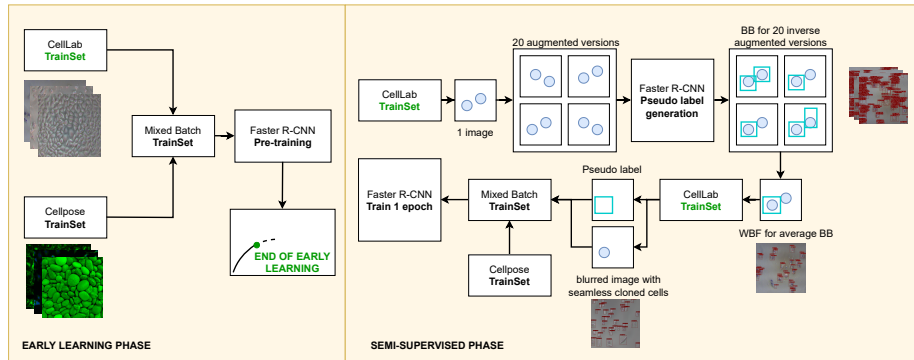 CellLab
TrainSet
Mixed Batch
TrainSet
Faster R-CNN
Pre-training
Cellpose
TrainSet
END OF EARLY
LEARNING
EARLY LEARNING PHASE
CellLab
TrainSet
1 image
20 augmented versions
Faster R-CNN
Pseudo label
generation
BB for 20 inverse
augmented versions
Faster R-CNN
Train 1 epoch
Mixed Batch
TrainSet
Pseudo label
CellLab
TrainSet
WBF for average BB
Cellpose
TrainSet
blurred image with
seamless cloned cells
SEMI-SUPERVISED PHASE